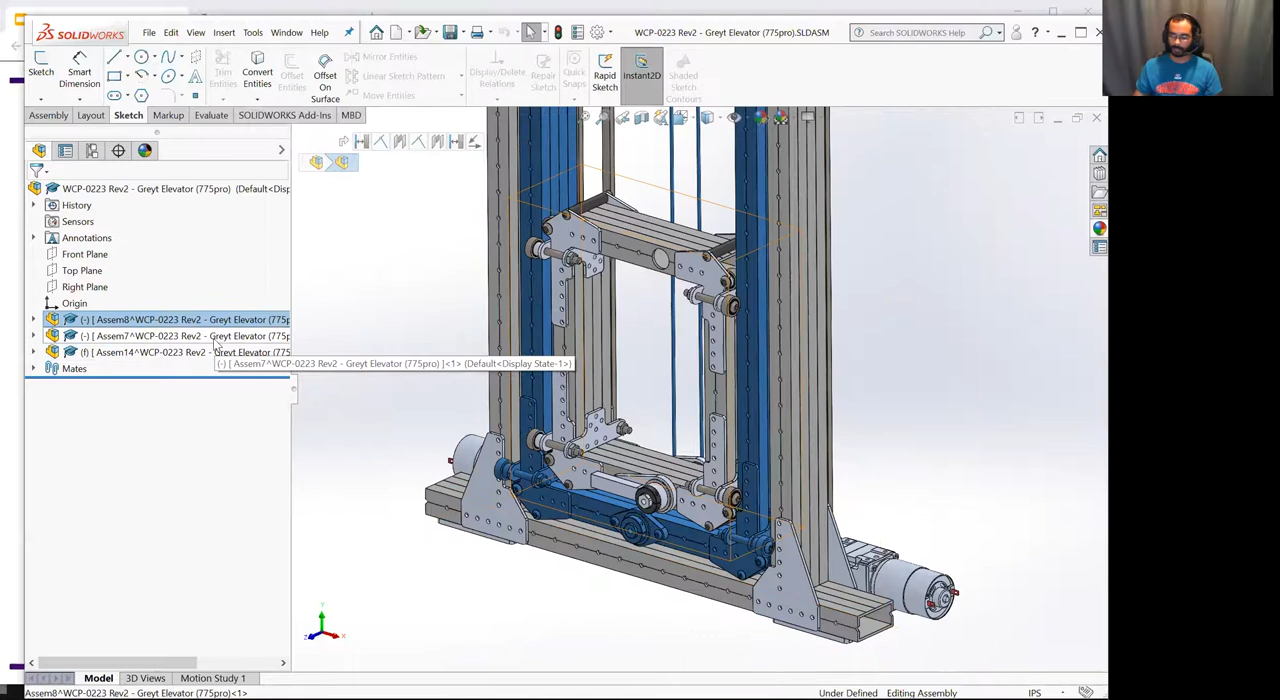 SOLIDWORKS File Edit View Insert Tools Window Help WCP-0223 Rev2 - Greyt Elevator (775pro).SLDASM Search SOLIDWORKS Help ?
Sketch Smart Dimension Trim Entities Convert Entities Offset Entities Offset On Surface Mirror Entities Linear Sketch Pattern Move Entities Display/Delete Relations Repair Sketch Quick Snaps Rapid Sketch Instant2D Shaded Sketch Contours
Assembly Layout Sketch Markup Evaluate SOLIDWORKS Add-Ins MBD
WCP-0223 Rev2 - Greyt Elevator (775pro) (Default<Disp
History
Sensors
Annotations
Front Plane
Top Plane
Right Plane
Origin
(-) [ Assem8^WCP-0223 Rev2 - Greyt Elevator (775p
(-) [ Assem7^WCP-0223 Rev2 - Greyt Elevator (775p
(f) [ Assem14^WCP-0223 Rev2 - Greyt Elevator (775
(-) [ Assem7^WCP-0223 Rev2 - Greyt Elevator (775pro) ]<1> (Default<Display State-1>)
Mates
Y
Z X
Model 3D Views Motion Study 1
Assem8^WCP-0223 Rev2 - Greyt Elevator (775pro)<1> Under Defined Editing Assembly IPS